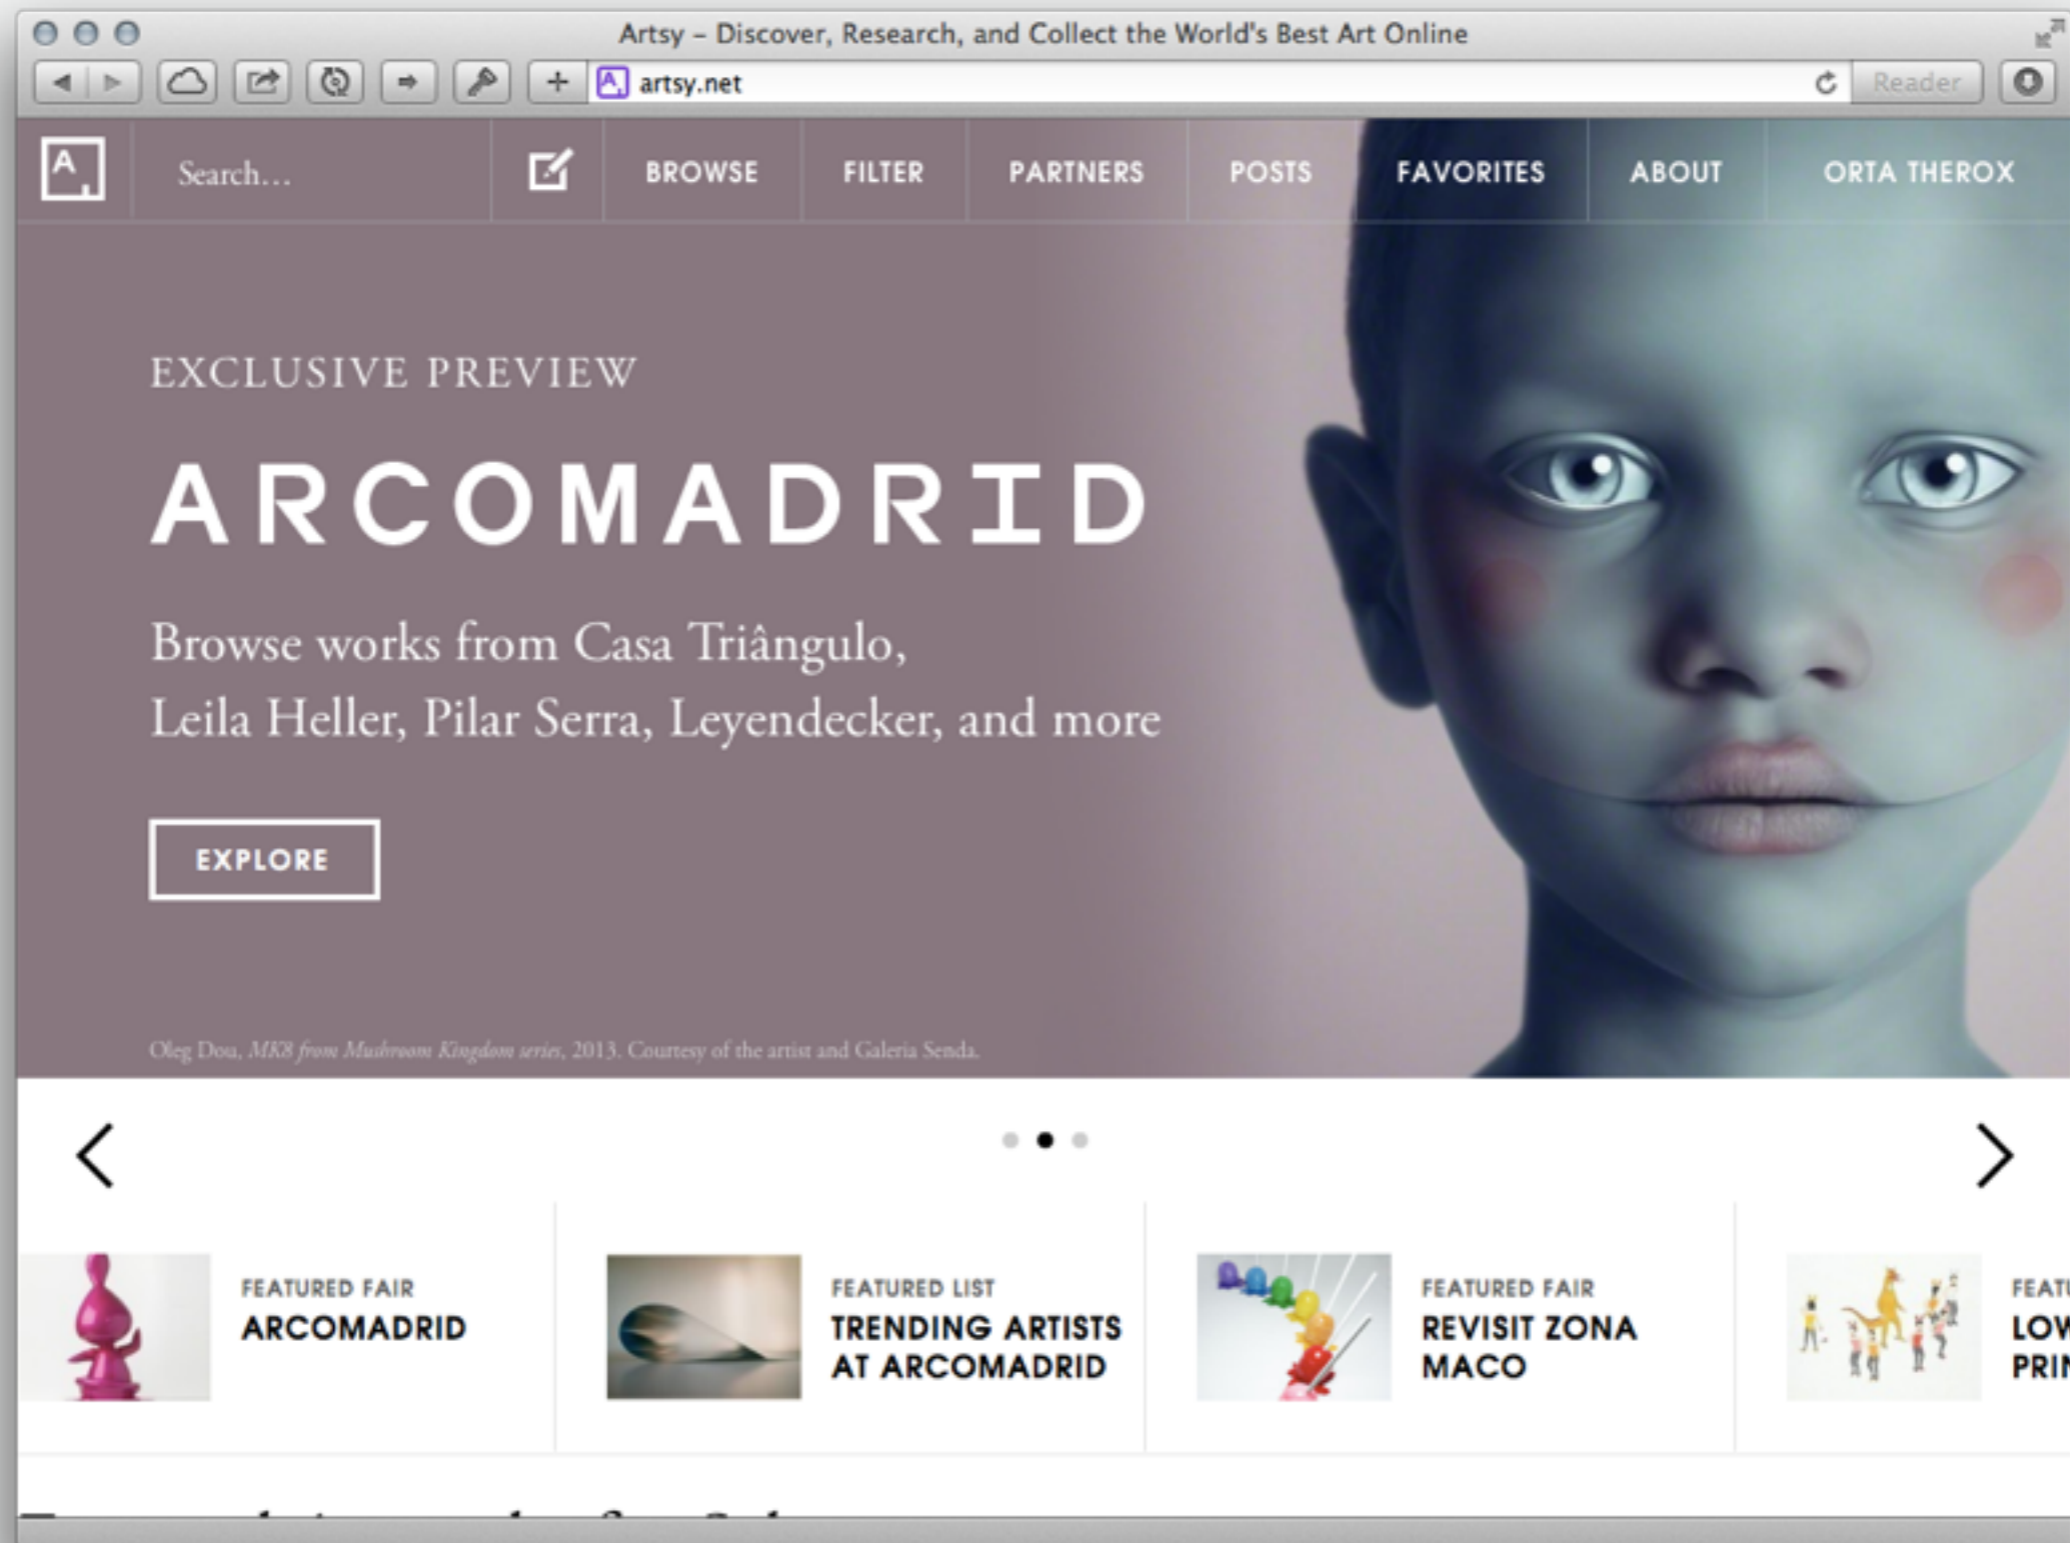 Artsy – Discover, Research, and Collect the World's Best Art Online
artsy.net
Reader
A,
Search...
BROWSE
FILTER
PARTNERS
POSTS
FAVORITES
ABOUT
ORTA THEROX
EXCLUSIVE PREVIEW
ARCOMADRID
Browse works from Casa Triângulo,
Leila Heller, Pilar Serra, Leyendecker, and more
EXPLORE
Oleg Dou, MK8 from Mushroom Kingdom series, 2013. Courtesy of the artist and Galeria Senda.
FEATURED FAIR
ARCOMADRID
FEATURED LIST
TRENDING ARTISTS
AT ARCOMADRID
FEATURED FAIR
REVISIT ZONA
MACO